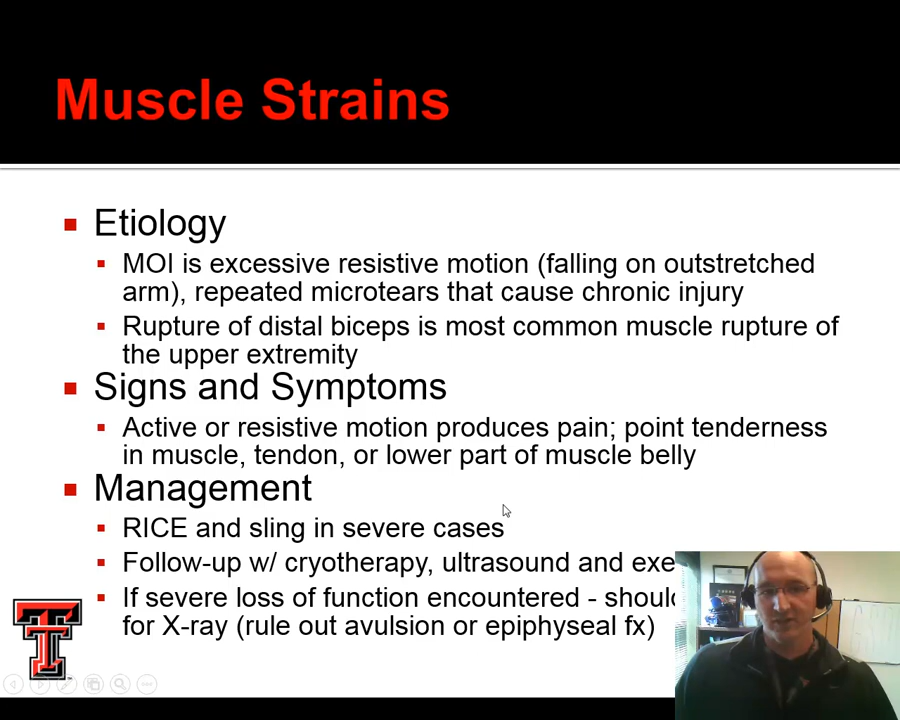 Muscle Strains
Etiology
MOI is excessive resistive motion (falling on outstretched
arm), repeated microtears that cause chronic injury
Rupture of distal biceps is most common muscle rupture of
the upper extremity
Signs and Symptoms
Active or resistive motion produces pain; point tenderness
in muscle, tendon, or lower part of muscle belly
Management
RICE and sling in severe cases
Follow-up w/ cryotherapy, ultrasound and
If severe loss of function encountered -
for X-ray (rule out avulsion or epiphyseal fx)